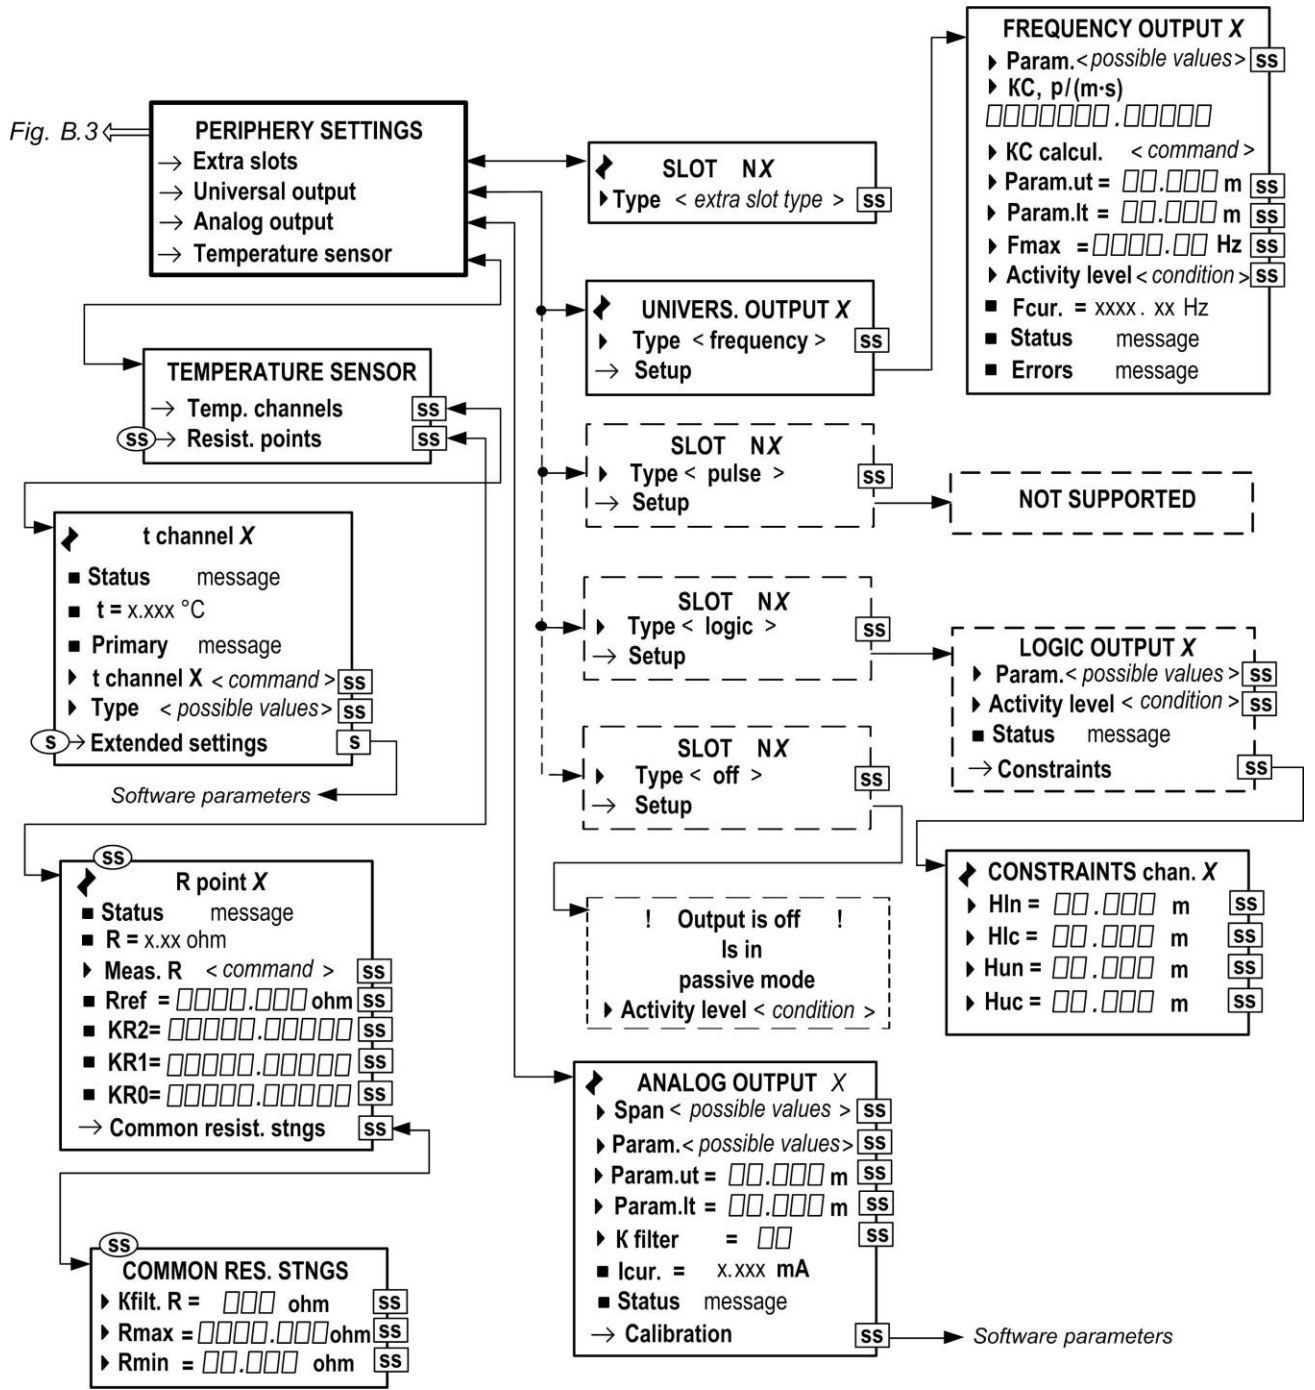 Fig. B.3
PERIPHERY SETTINGS
→ Extra slots
→ Universal output
→ Analog output
→ Temperature sensor
SLOT NX
Type < extra slot type > SS
FREQUENCY OUTPUT X
Param.<possible values> SS
KC, p/(m·s)
□□□□□□□.□□□□□
KC calcul. <command>
Param.ut = □□.□□□ m SS
Param.lt = □□.□□□ m SS
Fmax =□□□□.□□ Hz SS
Activity level <condition> SS
Fcur. = xxxx. xx Hz
Status message
Errors message
UNIVERS. OUTPUT X
Type < frequency > SS
→ Setup
TEMPERATURE SENSOR
→ Temp. channels SS
SS → Resist. points SS
SLOT NX
Type < pulse > SS
→ Setup
NOT SUPPORTED
t channel X
Status message
t = x.xxx °C
Primary message
t channel X <command> SS
Type <possible values> SS
S → Extended settings S
Software parameters
SLOT NX
Type < logic > SS
→ Setup
LOGIC OUTPUT X
Param.<possible values> SS
Activity level <condition> SS
Status message
→ Constraints SS
SLOT NX
Type < off > SS
→ Setup
! Output is off !
Is in
passive mode
Activity level <condition >
CONSTRAINTS chan. X
Hln = □□.□□□ m SS
Hlc = □□.□□□ m SS
Hun = □□.□□□ m SS
Huc = □□.□□□ m SS
SS
R point X
Status message
R = x.xx ohm
Meas. R <command > SS
Rref = □□□□.□□□ ohm SS
KR2= □□□□□.□□□□□ SS
KR1= □□□□□.□□□□□ SS
KR0= □□□□□.□□□□□ SS
→ Common resist. stngs SS
SS
COMMON RES. STNGS
Kfilt. R = □□□ ohm SS
Rmax =□□□□.□□□ohm SS
Rmin = □□.□□□ ohm SS
ANALOG OUTPUT X
Span < possible values > SS
Param.<possible values> SS
Param.ut = □□.□□□ m SS
Param.lt = □□.□□□ m SS
K filter = □□ SS
Icur. = x.xxx mA
Status message
→ Calibration SS
Software parameters